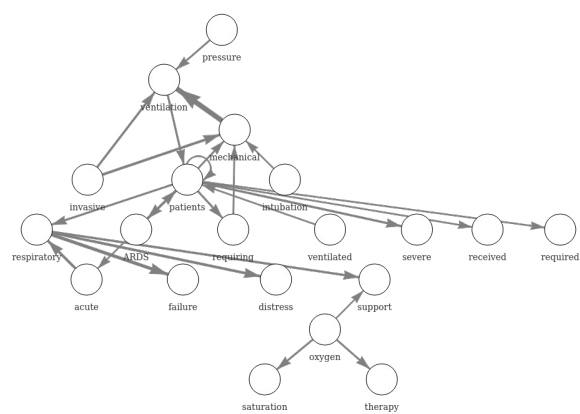 pressure
ventilation
mechanical
invasive
patients
intubation
respiratory
ARDS
requiring
ventilated
severe
received
required
acute
failure
distress
support
oxygen
saturation
therapy